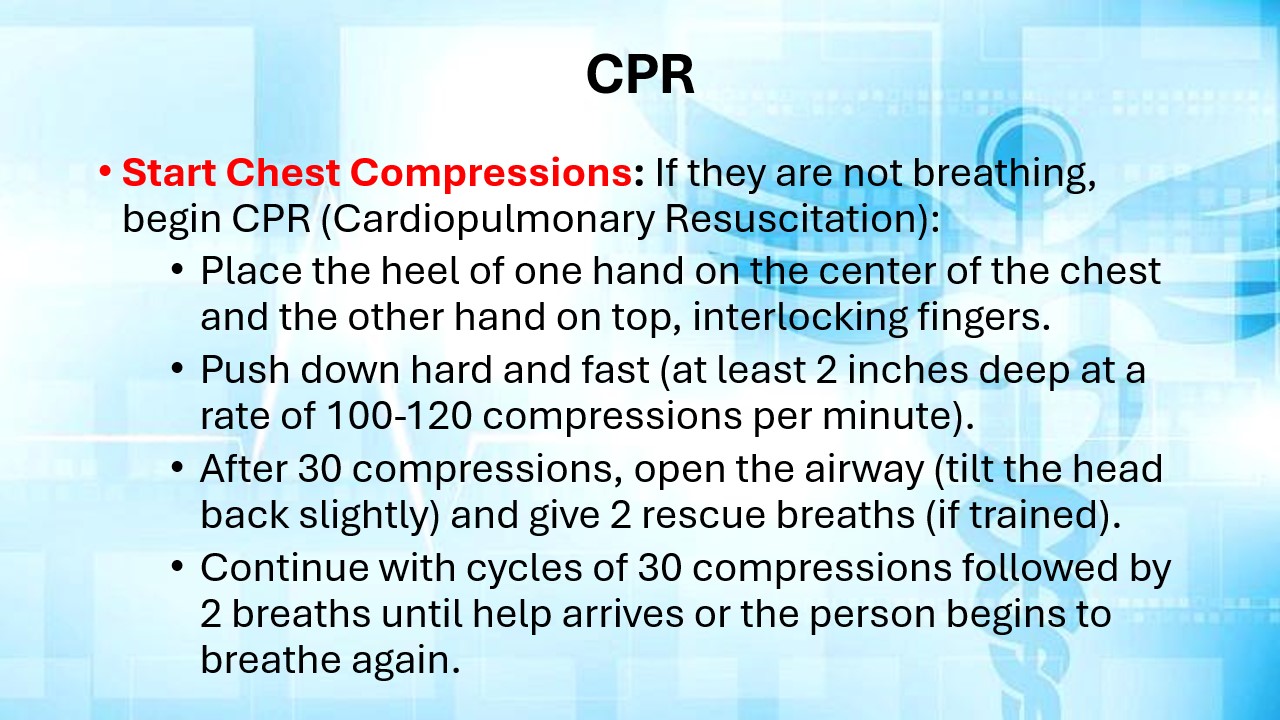 CPR
• Start Chest Compressions: If they are not breathing,
begin CPR (Cardiopulmonary Resuscitation):
• Place the heel of one hand on the center of the chest
and the other hand on top, interlocking fingers.
• Push down hard and fast (at least 2 inches deep at a
rate of 100-120 compressions per minute).
• After 30 compressions, open the airway (tilt the head
back slightly) and give 2 rescue breaths (if trained).
• Continue with cycles of 30 compressions followed by
2 breaths until help arrives or the person begins to
breathe again.